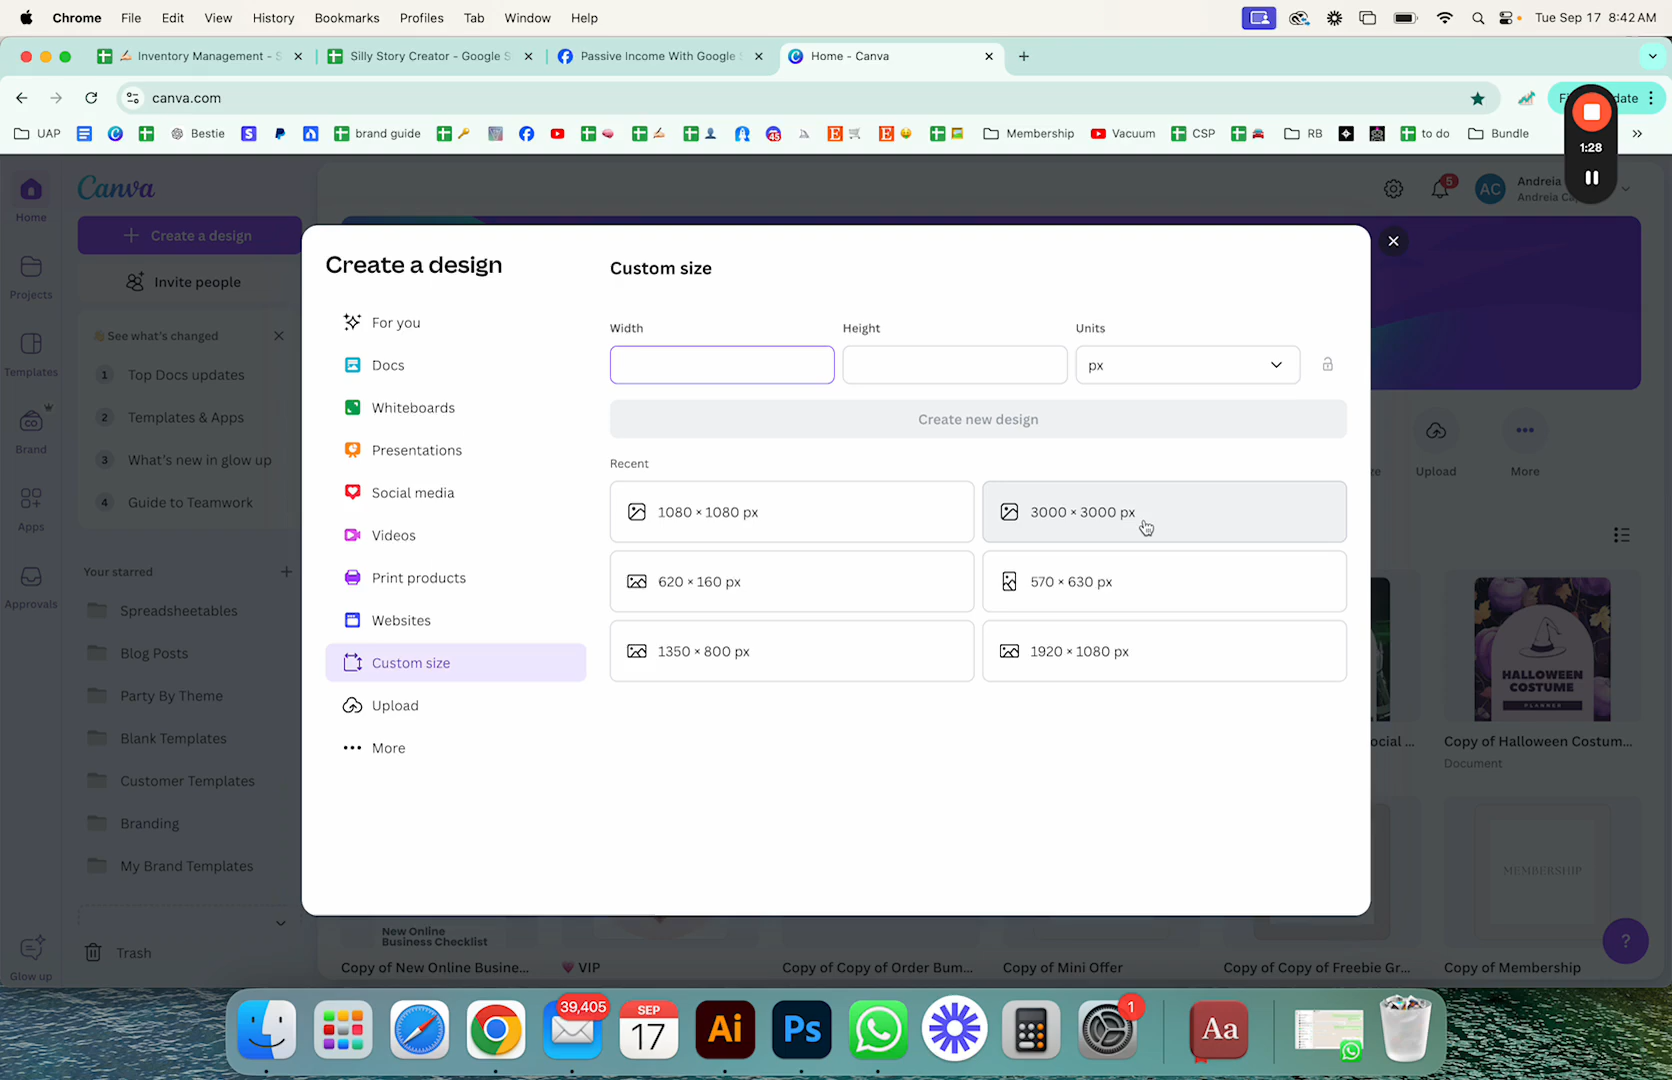 Chrome File Edit View History Bookmarks Profiles Tab Window Help
Tue Sep 17 8:42 AM
Inventory Management - S
Silly Story Creator - Google S
Passive Income With Google
Home - Canva
canva.com
UAP
Bestie
brand guide
45
Membership
Vacuum
CSP
RB
to do
Bundle
1:28
Home
Projects
Templates
Brand
Apps
Approvals
Glow up
Canva
Create a design
Invite people
See what's changed
1 Top Docs updates
2 Templates & Apps
3 What's new in glow up
4 Guide to Teamwork
Your starred
Spreadsheetables
Blog Posts
Party By Theme
Blank Templates
Customer Templates
Branding
My Brand Templates
Trash
5
AC
Andreia
Create a design
For you
Docs
Whiteboards
Presentations
Social media
Videos
Print products
Websites
Custom size
Upload
More
Custom size
Width
Height
Units
px
Create new design
Recent
1080 × 1080 px
3000 × 3000 px
620 × 160 px
570 × 630 px
1350 × 800 px
1920 × 1080 px
Upload
More
HALLOWEEN
COSTUME
PLANNER
Copy of Halloween Costum...
Document
MEMBERSHIP
New Online
Business Checklist
Copy of New Online Busine...
VIP
Copy of Copy of Order Bum...
Copy of Mini Offer
Copy of Copy of Freebie Gr...
Copy of Membership
?
39,405
SEP
17
Ai
Ps
1
Aa